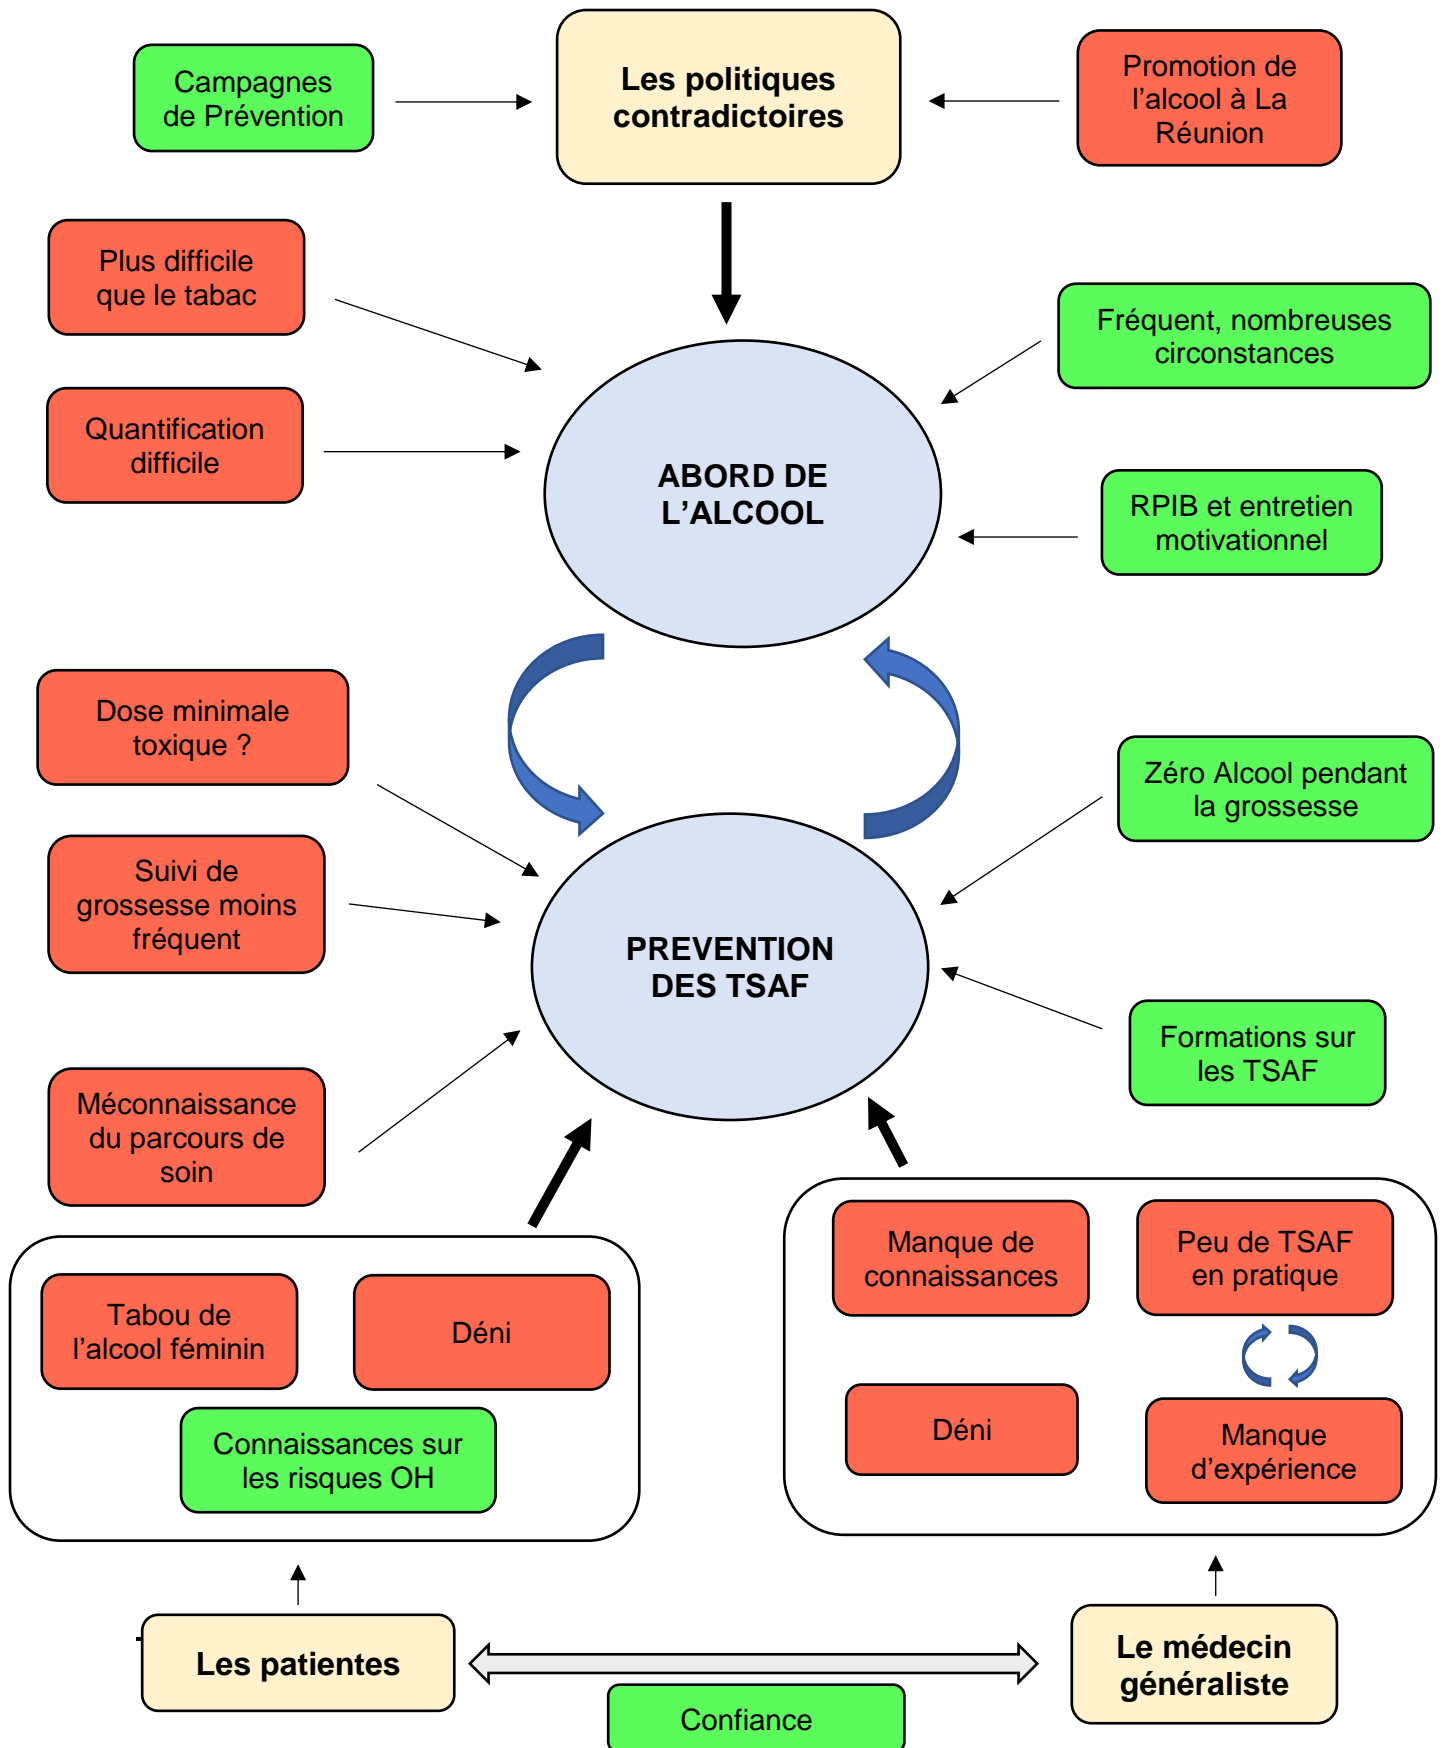 Campagnes
de Prévention
Les politiques
contradictoires
Promotion de
l’alcool à La
Réunion
Plus difficile
que le tabac
Fréquent, nombreuses
circonstances
Quantification
difficile
ABORD DE
L’ALCOOL
RPIB et entretien
motivationnel
Dose minimale
toxique ?
Zéro Alcool pendant
la grossesse
Suivi de
grossesse moins
fréquent
PREVENTION
DES TSAF
Formations sur
les TSAF
Méconnaissance
du parcours de
soin
Tabou de
l’alcool féminin
Déni
Connaissances sur
les risques OH
Manque de
connaissances
Peu de TSAF
en pratique
Déni
Manque
d’expérience
Les patientes
Le médecin
généraliste
Confiance